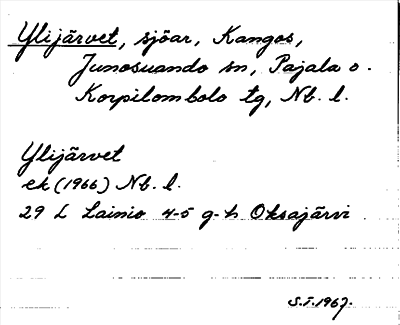 Ylijärvet, sjöar, Kangos,
Junosuando sn, Pajala o.
Korpilombolo tg, Nb. l.
Ylijärvet
ek (1966) Nb. l.
29 L Lainio 4-5 g-h Oksajärvi
S.F. 1967.